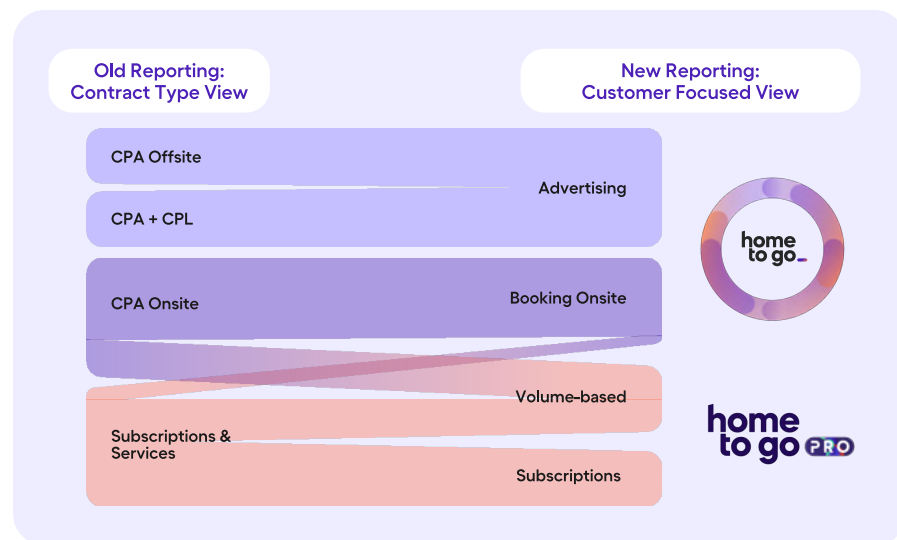 Old Reporting:
Contract Type View
New Reporting:
Customer Focused View
CPA Offsite
Advertising
CPA + CPL
CPA Onsite
Booking Onsite
Volume-based
Subscriptions &
Services
Subscriptions
home
to go_
home
to go PRO